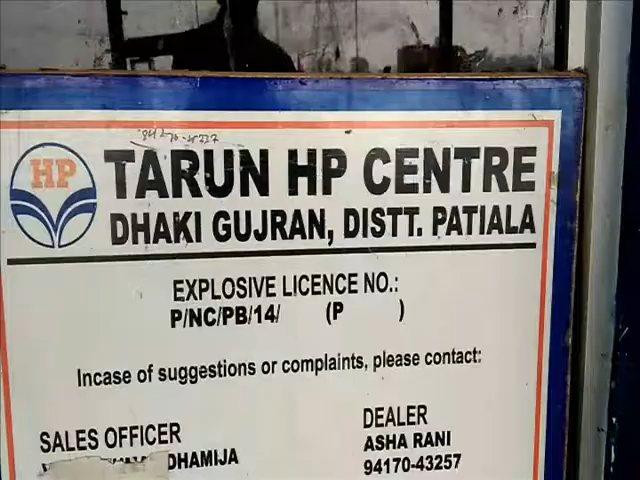 HP
TARUN HP CENTRE
DHAKI GUJRAN, DISTT. PATIALA
EXPLOSIVE LICENCE NO.:
P/NC/PB/14/ (P )
Incase of suggestions or complaints, please contact:
SALES OFFICER
DHAMIJA
DEALER
ASHA RANI
94170-43257